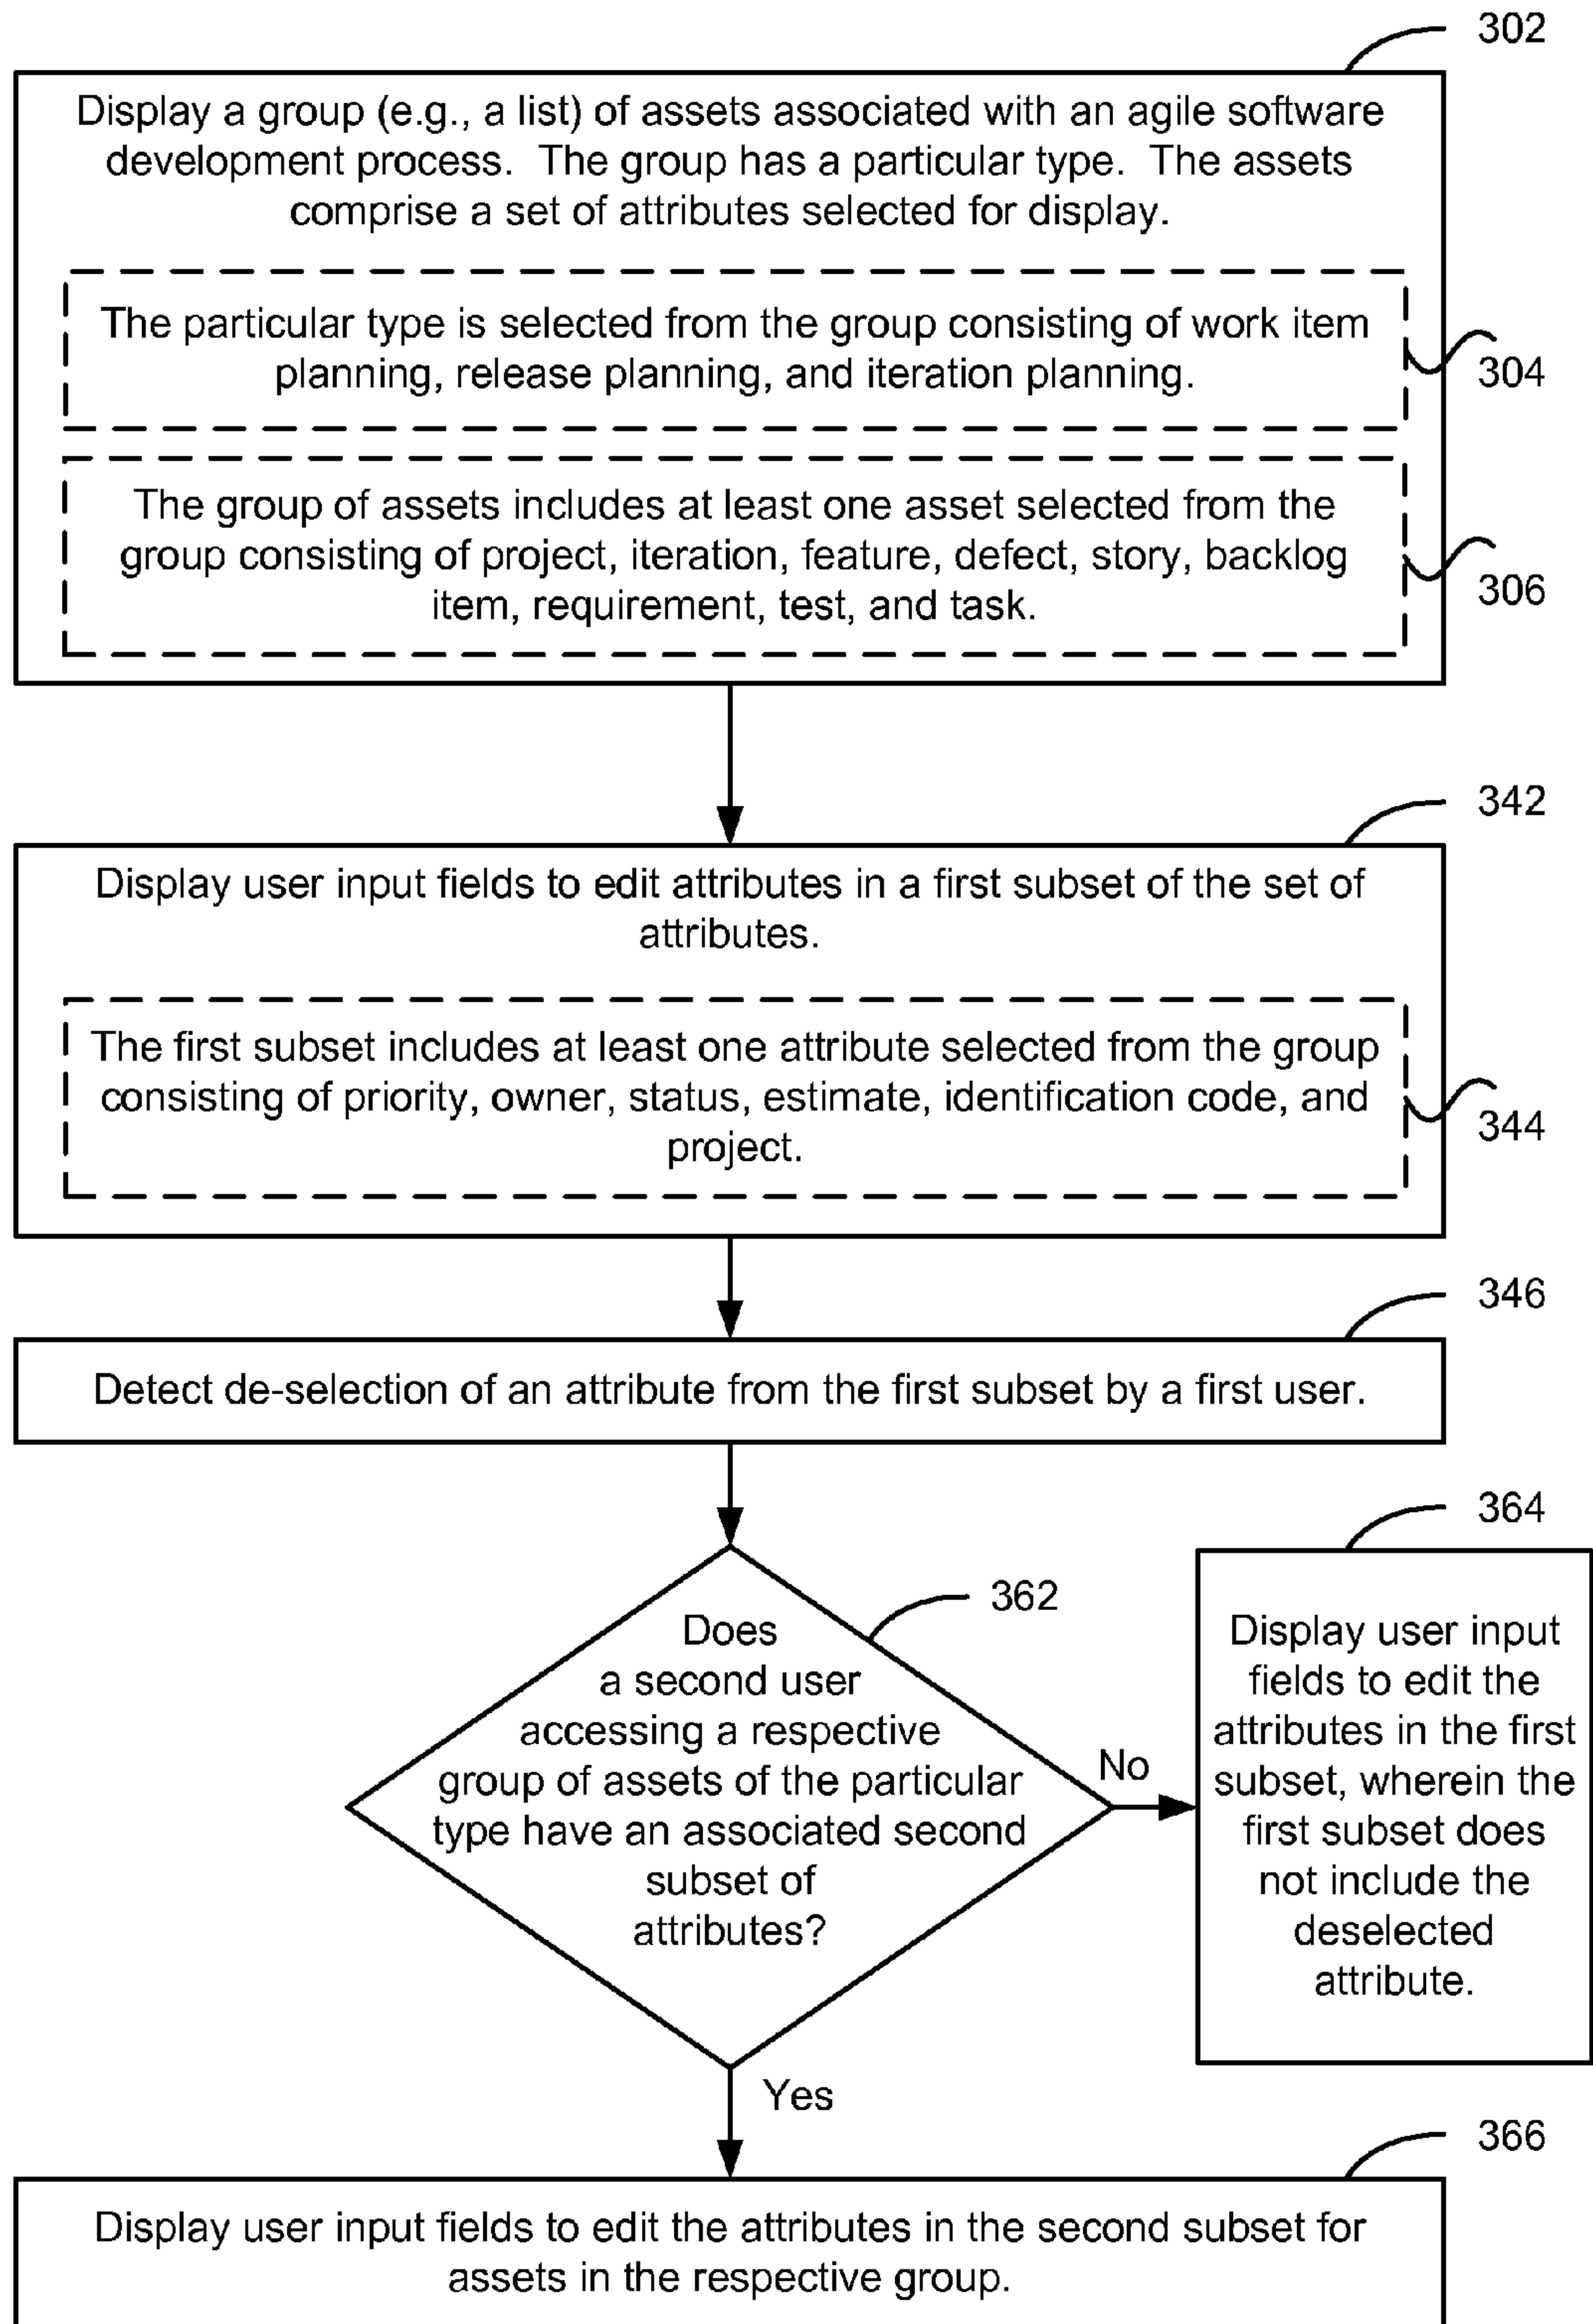 302
Display a group (e.g., a list) of assets associated with an agile software
development process.  The group has a particular type.  The assets
comprise a set of attributes selected for display.
The particular type is selected from the group consisting of work item
planning, release planning, and iteration planning.
304
The group of assets includes at least one asset selected from the
group consisting of project, iteration, feature, defect, story, backlog
item, requirement, test, and task.
306
342
Display user input fields to edit attributes in a first subset of the set of
attributes.
The first subset includes at least one attribute selected from the group
consisting of priority, owner, status, estimate, identification code, and
project.
344
346
Detect de-selection of an attribute from the first subset by a first user.
362
Does
a second user
accessing a respective
group of assets of the particular
type have an associated second
subset of
attributes?
No
364
Display user input
fields to edit the
attributes in the first
subset, wherein the
first subset does
not include the
deselected
attribute.
Yes
366
Display user input fields to edit the attributes in the second subset for
assets in the respective group.